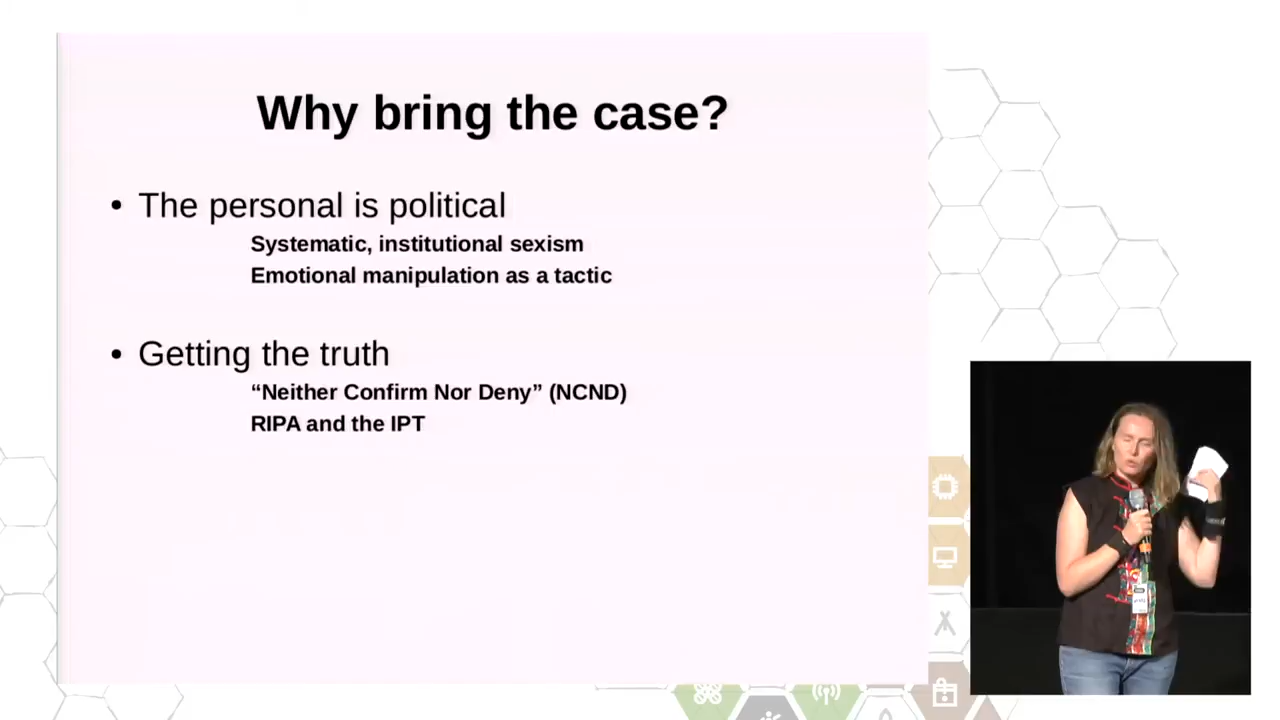 Why bring the case?
• The personal is political
Systematic, institutional sexism
Emotional manipulation as a tactic
• Getting the truth
“Neither Confirm Nor Deny” (NCND)
RIPA and the IPT